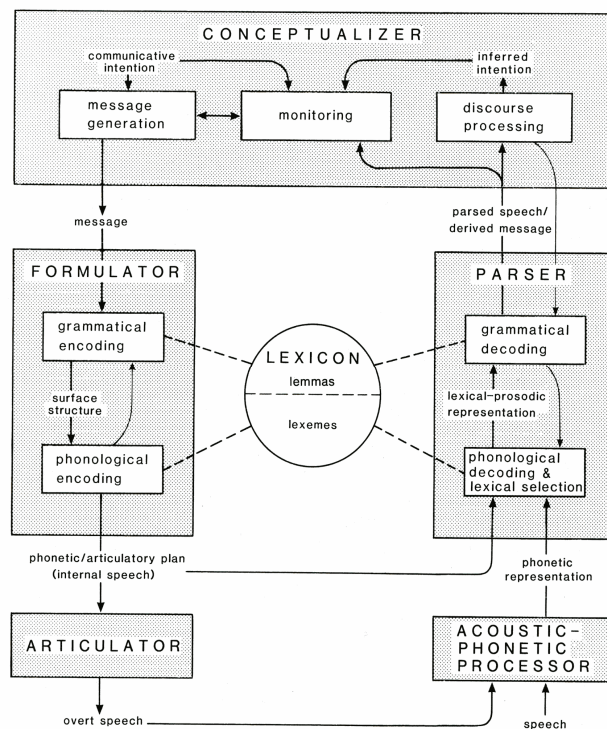 CONCEPTUALIZER
communicative
intention
inferred
intention
message
generation
monitoring
discourse
processing
message
parsed speech/
derived message
FORMULATOR
PARSER
grammatical
encoding
grammatical
decoding
LEXICON
lemmas
lexemes
surface
structure
lexical-prosodic
representation
phonological
encoding
phonological
decoding &
lexical selection
phonetic/articulatory plan
(internal speech)
phonetic
representation
ARTICULATOR
ACOUSTIC-
PHONETIC
PROCESSOR
overt speech
speech